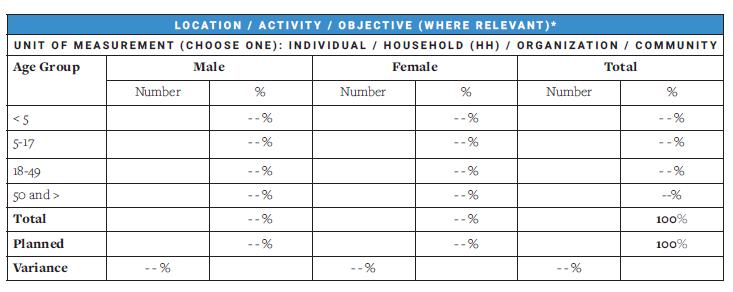 LOCATION / ACTIVITY / OBJECTIVE (WHERE RELEVANT)*
UNIT OF MEASUREMENT (CHOOSE ONE): INDIVIDUAL / HOUSEHOLD (HH) / ORGANIZATION / COMMUNITY
Age Group Male Female Total
Number % Number % Number %
< 5 --% --% --%
5-17 --% --% --%
18-49 --% --% --%
50 and > --% --% --%
Total --% --% 100%
Planned --% --% 100%
Variance --% --% --%